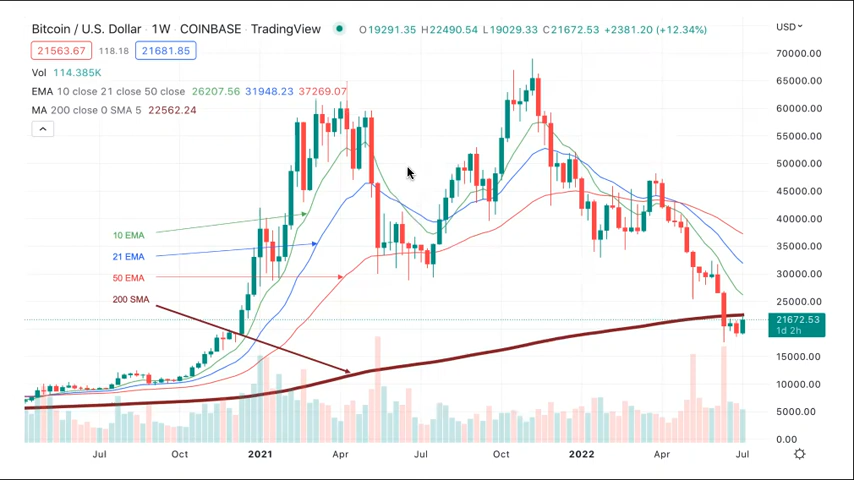 Bitcoin / U.S. Dollar · 1W · COINBASE · TradingView O19291.35 H22490.54 L19029.33 C21672.53 +2381.20 (+12.34%) USD
21563.67 118.18 21681.85
Vol 114.385K
EMA 10 close 21 close 50 close 26207.56 31948.23 37269.07
MA 200 close 0 SMA 5 22562.24
70000.00
65000.00
60000.00
55000.00
50000.00
45000.00
40000.00
35000.00
30000.00
25000.00
21672.53
1d 2h
15000.00
10000.00
5000.00
0.00
10 EMA
21 EMA
50 EMA
200 SMA
Jul Oct 2021 Apr Jul Oct 2022 Apr Jul